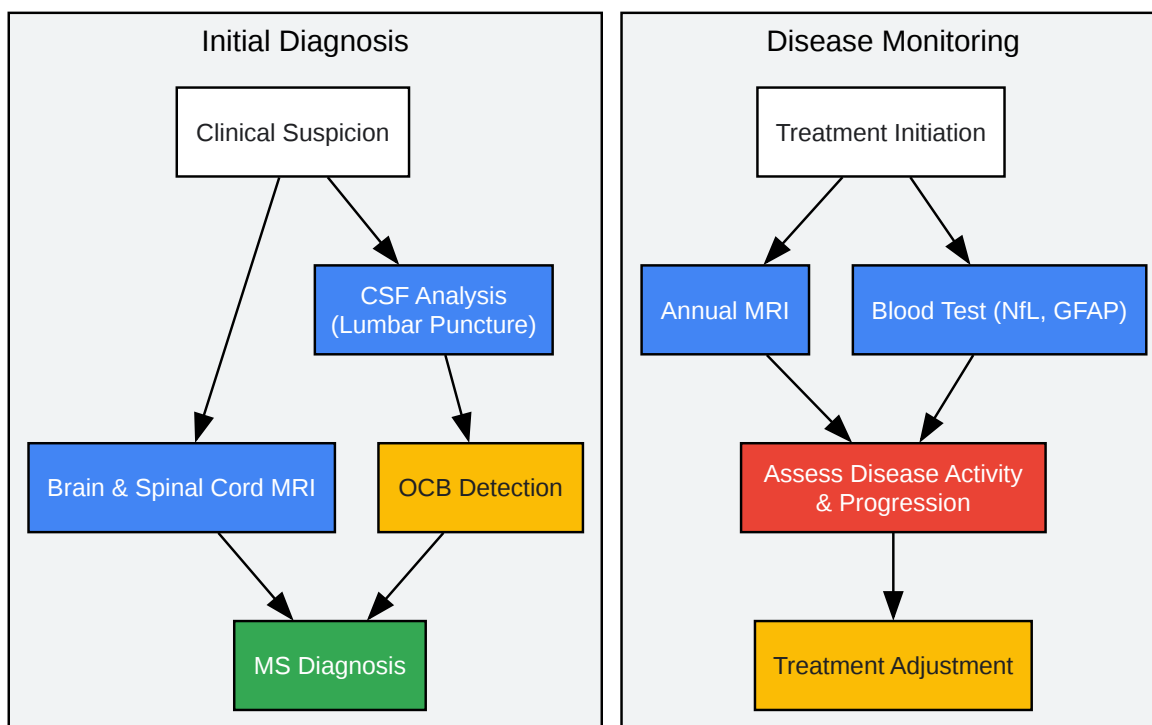 Initial Diagnosis
Clinical Suspicion
CSF Analysis
(Lumbar Puncture)
Brain & Spinal Cord MRI
OCB Detection
MS Diagnosis
Disease Monitoring
Treatment Initiation
Annual MRI
Blood Test (NfL, GFAP)
Assess Disease Activity
& Progression
Treatment Adjustment